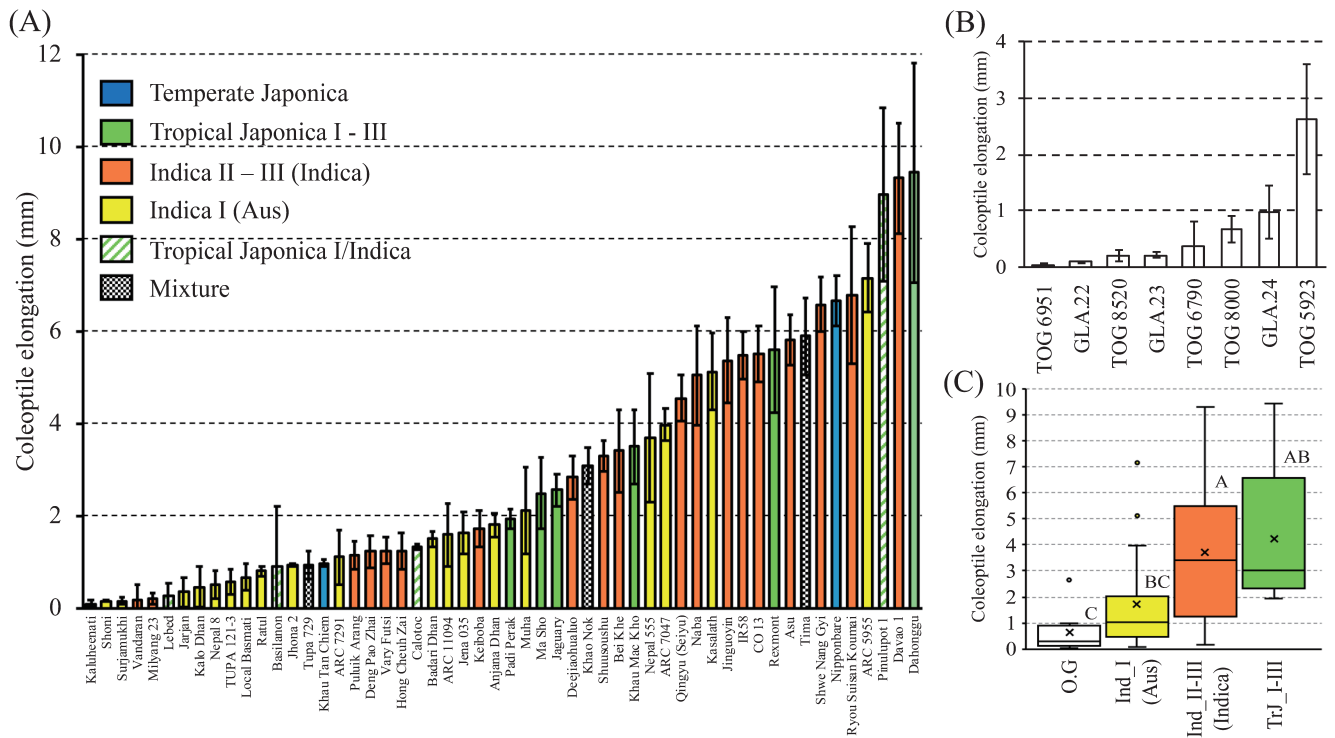 (A)
Coleoptile elongation (mm)
12
10
8
6
4
2
0
Temperate Japonica
Tropical Japonica I - III
Indica II – III (Indica)
Indica I (Aus)
Tropical Japonica I/Indica
Mixture
Kaluheenati
Shoni
Surjamukhi
Vandaran
Milyang 23
Lebed
Jarjan
Kalo Dhan
Nepal 8
TUPA 121-3
Local Basmati
Ratul
Basilanon
Jhona 2
Tupa 729
Khau Tan Chiem
ARC 7291
Puluik Arang
Deng Pao Zhai
Vary Futsi
Hong Cheuh Zai
Calotoc
Badari Dhan
ARC 11094
Jena 035
Keiboba
Anjana Dhan
Padi Perak
Muha
Ma Sho
Jaguary
Deejiaohualuo
Khao Nok
Shuusoushu
Bei Khe
Khau Mac Kho
Nepal 555
ARC 7047
Qingyu (Seiyu)
Naba
Kasalath
Jinguoyin
IR58
CO 13
Rexmont
Asu
Tima
Shwe Nang Gyi
Nipponbare
Ryou Suisan Koumai
ARC 5955
Pinulupot 1
Davao 1
Dahonggu
(B)
Coleoptile elongation (mm)
4
3
2
1
0
TOG 6951
GLA.22
TOG 8520
GLA.23
TOG 6790
TOG 8000
GLA.24
TOG 5923
(C)
Coleoptile elongation (mm)
10
9
8
7
6
5
4
3
2
1
0
C
BC
A
AB
O.G
Ind_I
(Aus)
Ind_II-III
(Indica)
TrJ_I-III